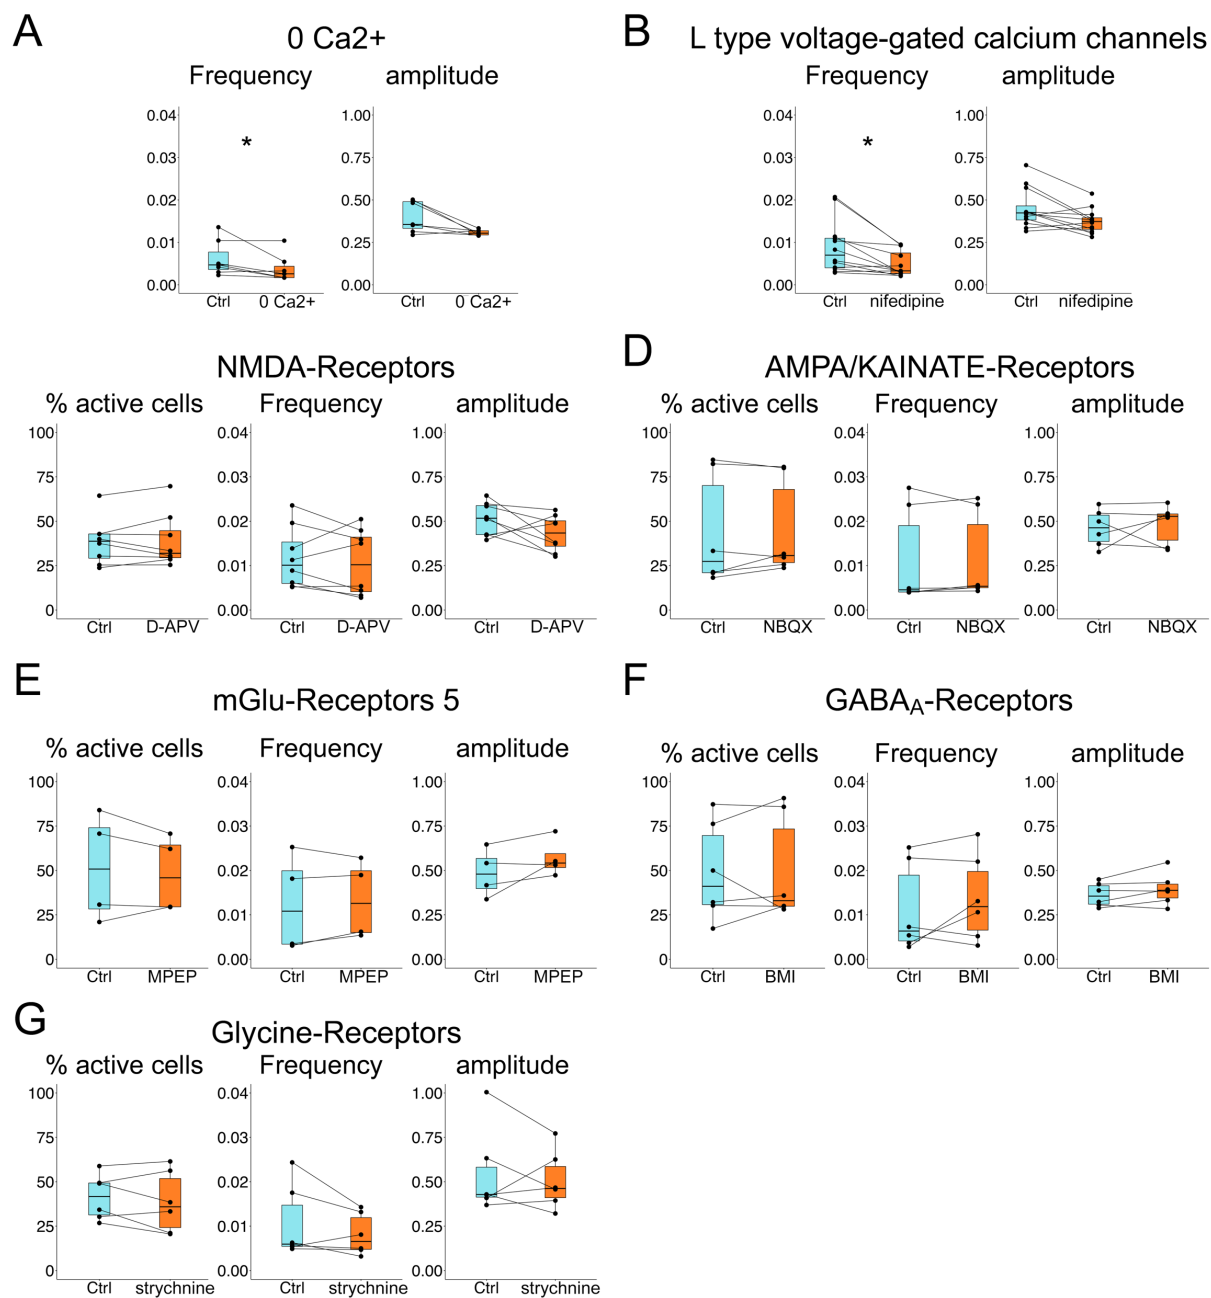 A
0 Ca2+
Frequency
amplitude
0.04
0.03
0.02
0.01
0.00
*
Ctrl
0 Ca2+
1.00
0.75
0.50
0.25
0.00
Ctrl
0 Ca2+
B
L type voltage-gated calcium channels
Frequency
amplitude
0.04
0.03
0.02
0.01
0.00
*
Ctrl
nifedipine
1.00
0.75
0.50
0.25
0.00
Ctrl
nifedipine
NMDA-Receptors
% active cells
Frequency
amplitude
100
75
50
25
0
Ctrl
D-APV
0.04
0.03
0.02
0.01
0.00
Ctrl
D-APV
1.00
0.75
0.50
0.25
0.00
Ctrl
D-APV
D
AMPA/KAINATE-Receptors
% active cells
Frequency
amplitude
100
75
50
25
0
Ctrl
NBQX
0.04
0.03
0.02
0.01
0.00
Ctrl
NBQX
1.00
0.75
0.50
0.25
0.00
Ctrl
NBQX
E
mGlu-Receptors 5
% active cells
Frequency
amplitude
100
75
50
25
0
Ctrl
MPEP
0.04
0.03
0.02
0.01
0.00
Ctrl
MPEP
1.00
0.75
0.50
0.25
0.00
Ctrl
MPEP
F
GABAA-Receptors
% active cells
Frequency
amplitude
100
75
50
25
0
Ctrl
BMI
0.04
0.03
0.02
0.01
0.00
Ctrl
BMI
1.00
0.75
0.50
0.25
0.00
Ctrl
BMI
G
Glycine-Receptors
% active cells
Frequency
amplitude
100
75
50
25
0
Ctrl
strychnine
0.04
0.03
0.02
0.01
0.00
Ctrl
strychnine
1.00
0.75
0.50
0.25
0.00
Ctrl
strychnine